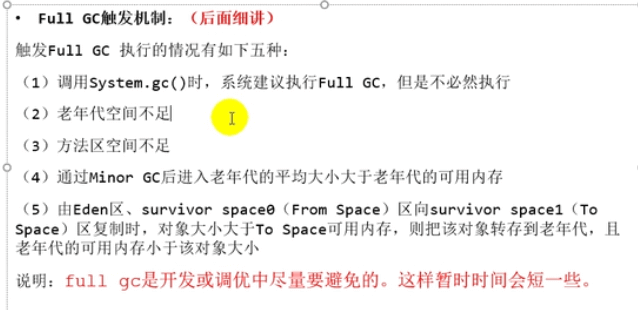 • Full GC触发机制：（后面细讲）
触发Full GC 执行的情况有如下五种：
（1）调用System.gc()时，系统建议执行Full GC，但是不必然执行
（2）老年代空间不足
（3）方法区空间不足
（4）通过Minor GC后进入老年代的平均大小大于老年代的可用内存
（5）由Eden区、survivor space0（From Space）区向survivor space1（To
Space）区复制时，对象大小大于To Space可用内存，则把该对象转存到老年代，且
老年代的可用内存小于该对象大小
说明：full gc是开发或调优中尽量要避免的。这样暂时时间会短一些。